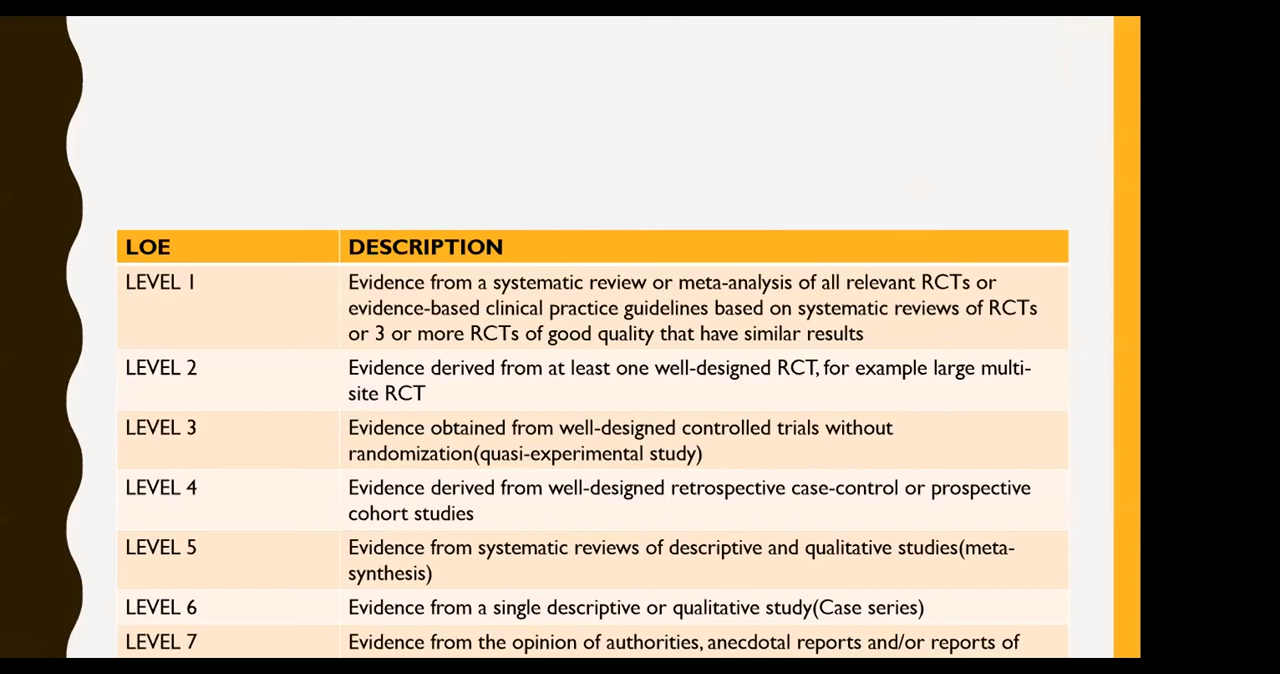 LOE DESCRIPTION
LEVEL 1 Evidence from a systematic review or meta-analysis of all relevant RCTs or
evidence-based clinical practice guidelines based on systematic reviews of RCTs
or 3 or more RCTs of good quality that have similar results
LEVEL 2 Evidence derived from at least one well-designed RCT, for example large multi-
site RCT
LEVEL 3 Evidence obtained from well-designed controlled trials without
randomization(quasi-experimental study)
LEVEL 4 Evidence derived from well-designed retrospective case-control or prospective
cohort studies
LEVEL 5 Evidence from systematic reviews of descriptive and qualitative studies(meta-
synthesis)
LEVEL 6 Evidence from a single descriptive or qualitative study(Case series)
LEVEL 7 Evidence from the opinion of authorities, anecdotal reports and/or reports of